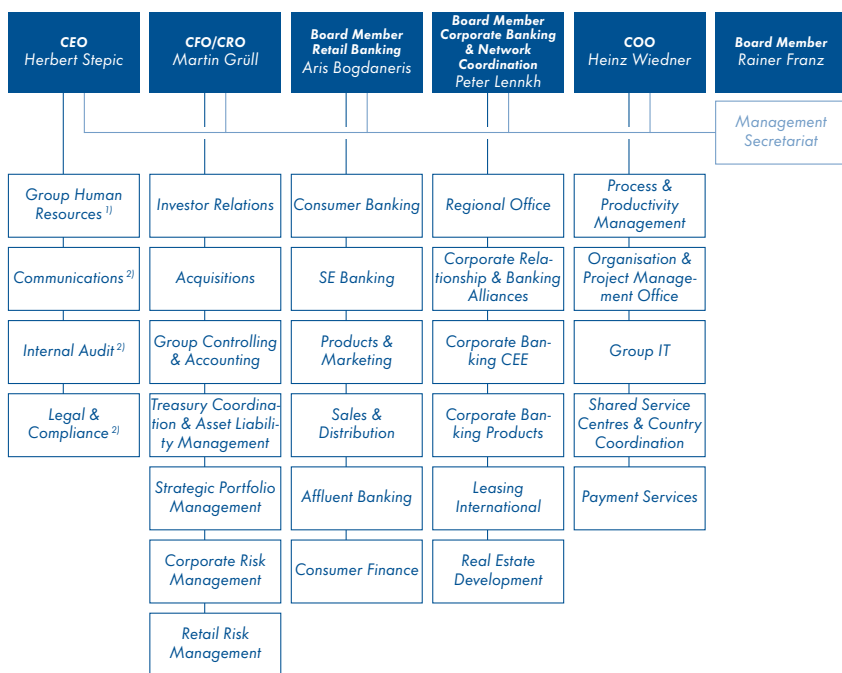 CEO
Herbert Stepic
CFO/CRO
Martin Grüll
Board Member
Retail Banking
Aris Bogdaneris
Board Member
Corporate Banking
& Network
Coordination
Peter Lennkh
COO
Heinz Wiedner
Board Member
Rainer Franz
Management
Secretariat
Group Human
Resources 1)
Communications 2)
Internal Audit 2)
Legal &
Compliance 2)
Investor Relations
Acquisitions
Group Controlling
& Accounting
Treasury Coordina-
tion & Asset Liabili-
ty Management
Strategic Portfolio
Management
Corporate Risk
Management
Retail Risk
Management
Consumer Banking
SE Banking
Products &
Marketing
Sales &
Distribution
Affluent Banking
Consumer Finance
Regional Office
Corporate Rela-
tionship & Banking
Alliances
Corporate Ban-
king CEE
Corporate Ban-
king Products
Leasing
International
Real Estate
Development
Process &
Productivity
Management
Organisation &
Project Manage-
ment Office
Group IT
Shared Service
Centres & Country
Coordination
Payment Services